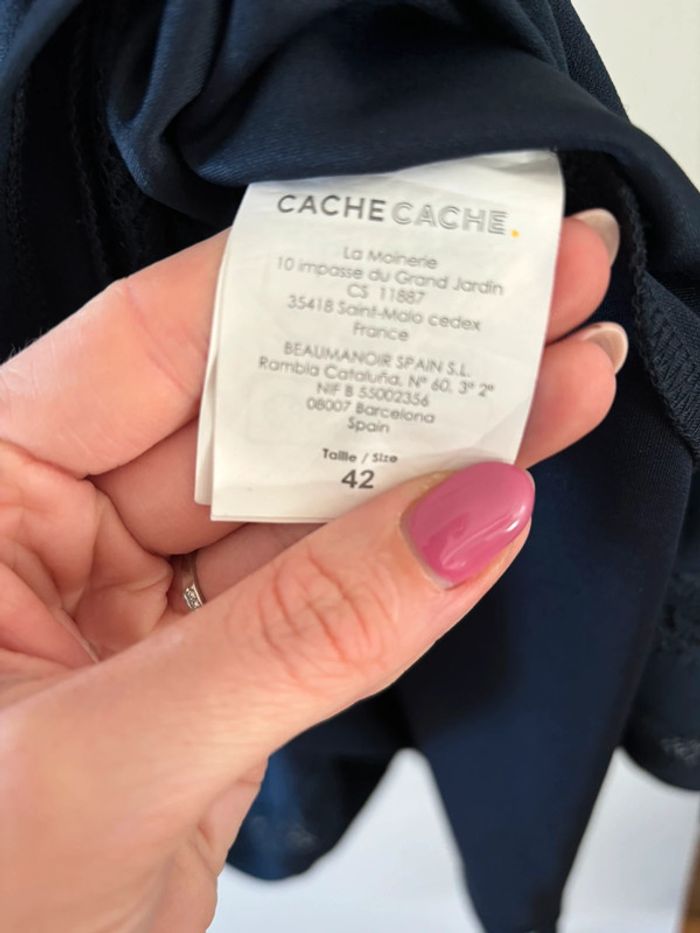 CACHE CACHE.
La Moinerie
10 impasse du Grand Jardin
CS 11887
35418 Saint-Malo cedex
France
BEAUMANOIR SPAIN S.L.
Rambla Cataluña, Nº 60, 3º 2º
NIF B 55002356
08007 Barcelona
Spain
Taille / Size
42